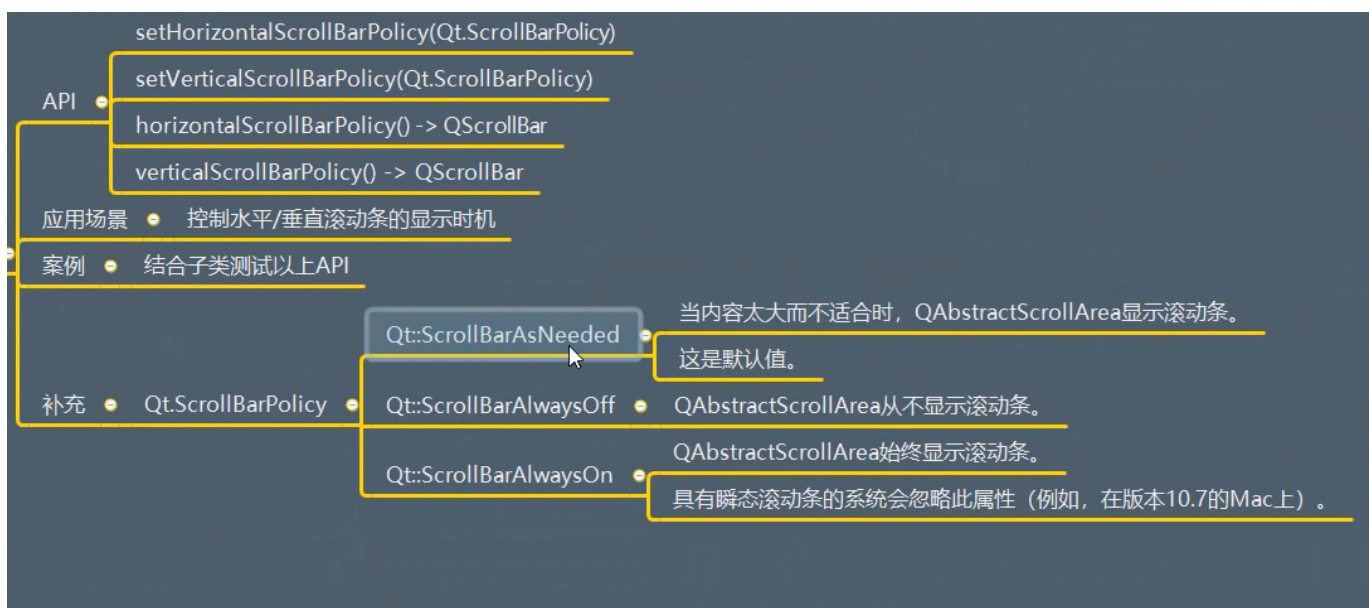 setHorizontalScrollBarPolicy(Qt.ScrollBarPolicy)
setVerticalScrollBarPolicy(Qt.ScrollBarPolicy)
API
horizontalScrollBarPolicy() -> QScrollBar
verticalScrollBarPolicy() -> QScrollBar
应用场景 控制水平/垂直滚动条的显示时机
案例 结合子类测试以上API
当内容太大而不适合时，QAbstractScrollArea显示滚动条。
Qt::ScrollBarAsNeeded
这是默认值。
补充 Qt.ScrollBarPolicy Qt::ScrollBarAlwaysOff QAbstractScrollArea从不显示滚动条。
QAbstractScrollArea始终显示滚动条。
Qt::ScrollBarAlwaysOn
具有瞬态滚动条的系统会忽略此属性（例如，在版本10.7的Mac上）。